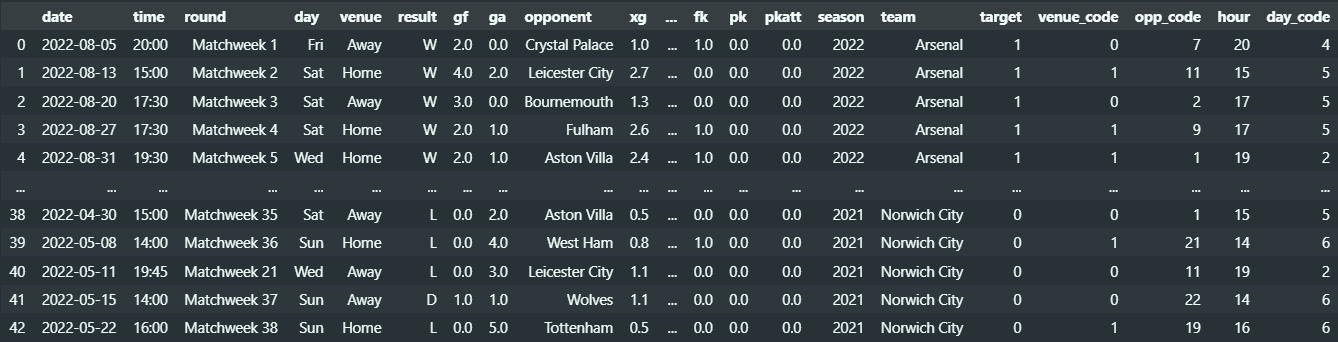 date time round day venue result gf ga opponent xg ... fk pk pkatt season team target venue_code opp_code hour day_code
0 2022-08-05 20:00 Matchweek 1 Fri Away W 2.0 0.0 Crystal Palace 1.0 ... 1.0 0.0 0.0 2022 Arsenal 1 0 7 20 4
1 2022-08-13 15:00 Matchweek 2 Sat Home W 4.0 2.0 Leicester City 2.7 ... 0.0 0.0 0.0 2022 Arsenal 1 1 11 15 5
2 2022-08-20 17:30 Matchweek 3 Sat Away W 3.0 0.0 Bournemouth 1.3 ... 0.0 0.0 0.0 2022 Arsenal 1 0 2 17 5
3 2022-08-27 17:30 Matchweek 4 Sat Home W 2.0 1.0 Fulham 2.6 ... 1.0 0.0 0.0 2022 Arsenal 1 1 9 17 5
4 2022-08-31 19:30 Matchweek 5 Wed Home W 2.0 1.0 Aston Villa 2.4 ... 1.0 0.0 0.0 2022 Arsenal 1 1 1 19 2
... ... ... ... ... ... ... ... ... ... ... ... ... ... ... ... ... ... ... ... ... ...
38 2022-04-30 15:00 Matchweek 35 Sat Away L 0.0 2.0 Aston Villa 0.5 ... 0.0 0.0 0.0 2021 Norwich City 0 0 1 15 5
39 2022-05-08 14:00 Matchweek 36 Sun Home L 0.0 4.0 West Ham 0.8 ... 1.0 0.0 0.0 2021 Norwich City 0 1 21 14 6
40 2022-05-11 19:45 Matchweek 21 Wed Away L 0.0 3.0 Leicester City 1.1 ... 0.0 0.0 0.0 2021 Norwich City 0 0 11 19 2
41 2022-05-15 14:00 Matchweek 37 Sun Away D 1.0 1.0 Wolves 1.1 ... 0.0 0.0 0.0 2021 Norwich City 0 0 22 14 6
42 2022-05-22 16:00 Matchweek 38 Sun Home L 0.0 5.0 Tottenham 0.5 ... 0.0 0.0 0.0 2021 Norwich City 0 1 19 16 6